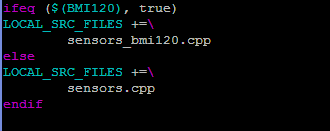 ifeq ($(BMI120), true)
LOCAL_SRC_FILES +=\
        sensors_bmi120.cpp
else
LOCAL_SRC_FILES +=\
        sensors.cpp
endif